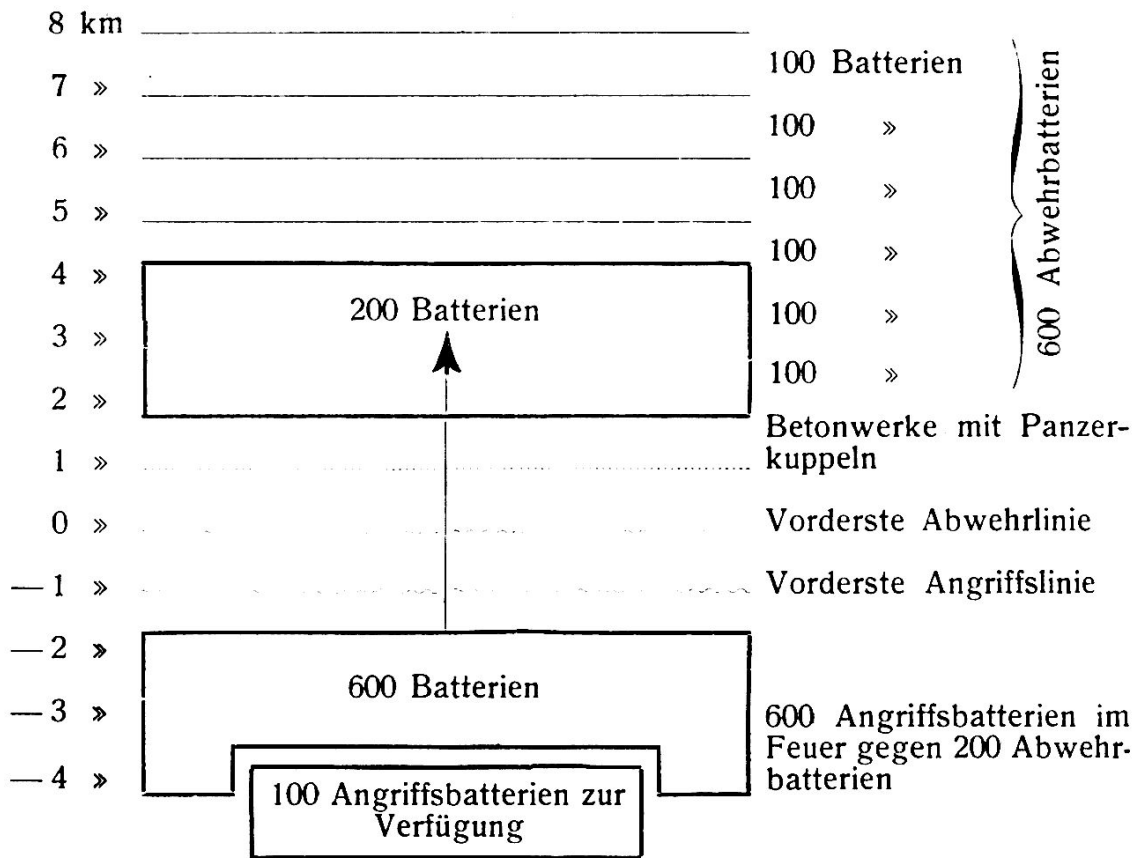 8 km
100 Batterien
7 »
100 »
6 »
100 »
5 »
100 »
4 »
200 Batterien
100 »
3 »
100 »
2 »
600 Abwehrbatterien
Betonwerke mit Panzer-
kuppeln
1 »
0 »
Vorderste Abwehrlinie
— 1 »
Vorderste Angriffslinie
— 2 »
600 Batterien
— 3 »
600 Angriffsbatterien im
Feuer gegen 200 Abwehr-
batterien
— 4 »
100 Angriffsbatterien zur
Verfügung